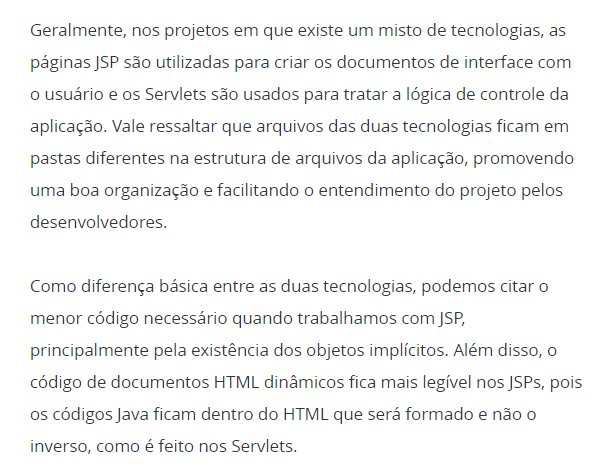 Geralmente, nos projetos em que existe um misto de tecnologias, as
páginas JSP são utilizadas para criar os documentos de interface com
o usuário e os Servlets são usados para tratar a lógica de controle da
aplicação. Vale ressaltar que arquivos das duas tecnologias ficam em
pastas diferentes na estrutura de arquivos da aplicação, promovendo
uma boa organização e facilitando o entendimento do projeto pelos
desenvolvedores.
Como diferença básica entre as duas tecnologias, podemos citar o
menor código necessário quando trabalhamos com JSP,
principalmente pela existência dos objetos implícitos. Além disso, o
código de documentos HTML dinâmicos fica mais legível nos JSPs, pois
os códigos Java ficam dentro do HTML que será formado e não o
inverso, como é feito nos Servlets.